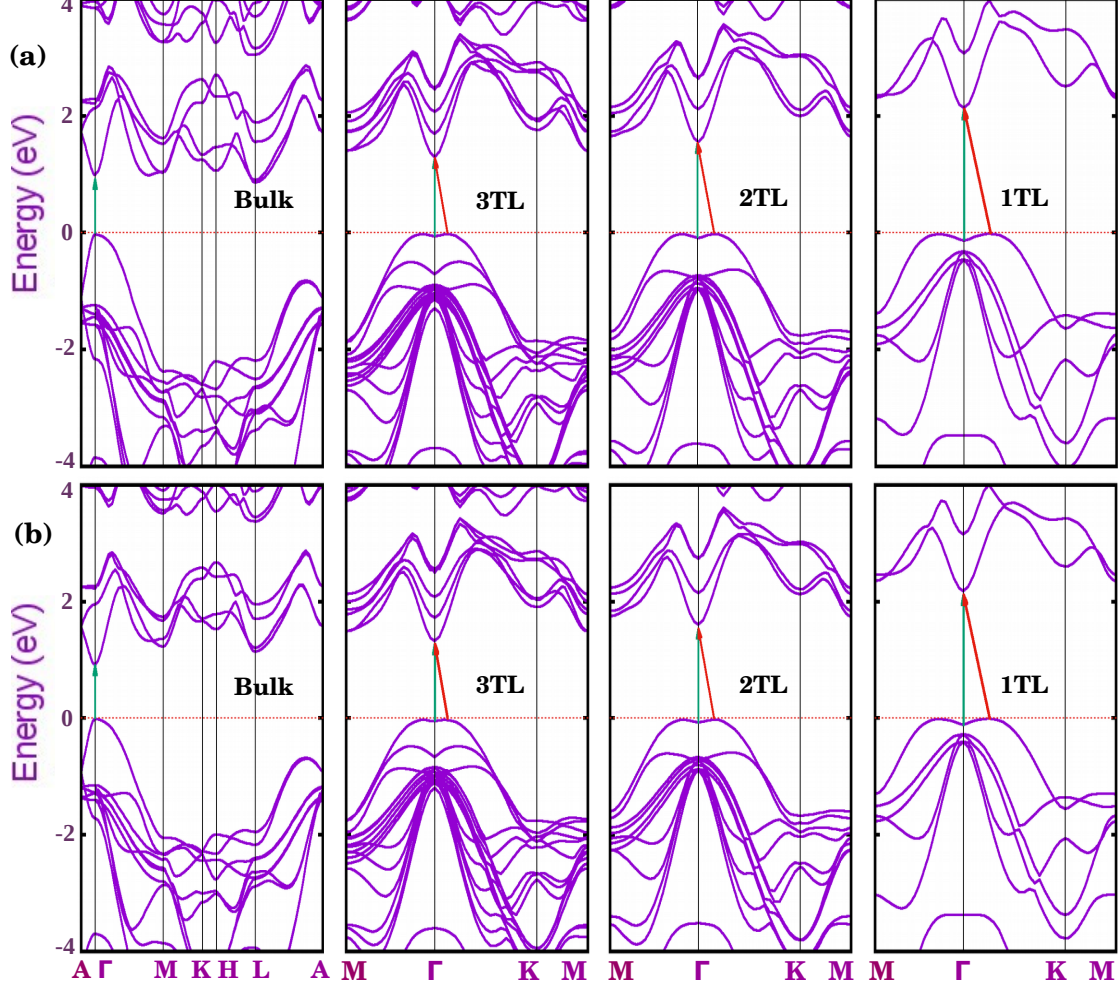 (a)
Energy (eV)
4
2
0
-2
-4
Bulk
3TL
2TL
1TL
(b)
Energy (eV)
4
2
0
-2
-4
Bulk
3TL
2TL
1TL
A Γ M K H L A
M Γ K M
M Γ K M
M Γ K M